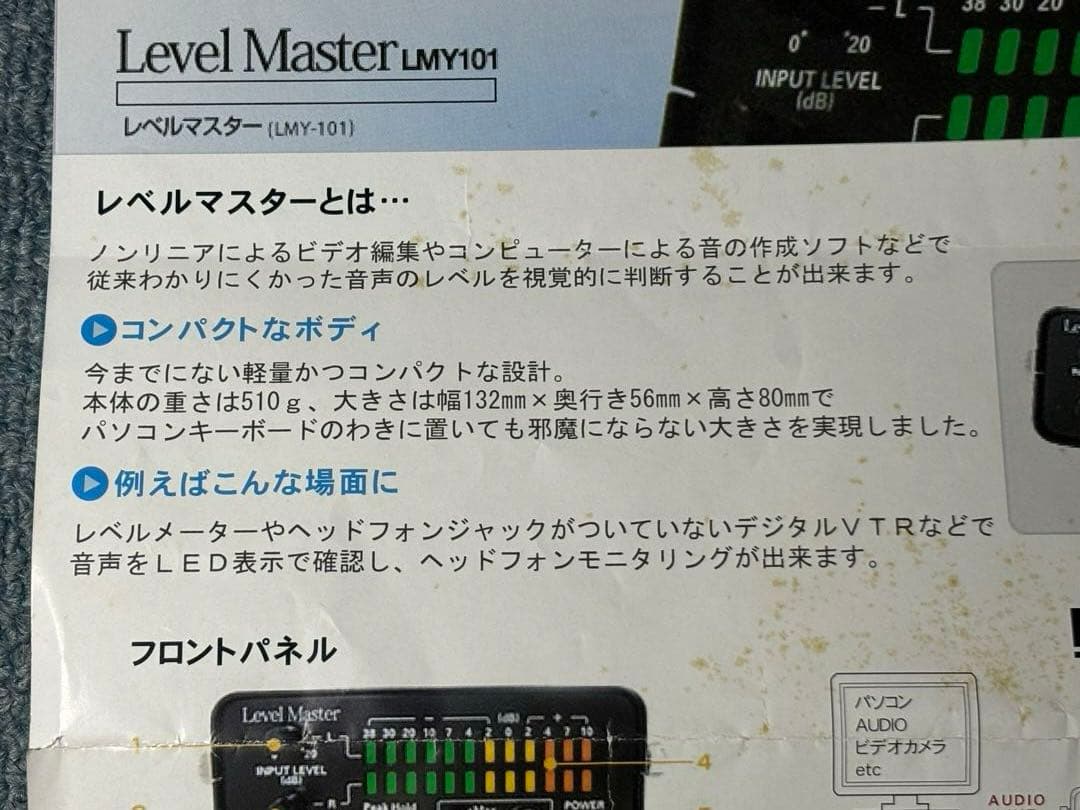 Level Master LMY101
レベルマスター (LMY-101)
L
38 30 20
0 20
INPUT LEVEL
(dB)
レベルマスターとは…
ノンリニアによるビデオ編集やコンピューターによる音の作成ソフトなどで
従来わかりにくかった音声のレベルを視覚的に判断することが出来ます。
コンパクトなボディ
今までにない軽量かつコンパクトな設計。
本体の重さは510ｇ、大きさは幅132㎜×奥行き56㎜×高さ80㎜で
パソコンキーボードのわきに置いても邪魔にならない大きさを実現しました。
例えばこんな場面に
レベルメーターやヘッドフォンジャックがついていないデジタルＶＴＲなどで
音声をＬＥＤ表示で確認し、ヘッドフォンモニタリングが出来ます。
フロントパネル
Level Master
- (dB) +
L 38 30 20 10 7 4 2 0 2 4 7 10
1
INPUT LEVEL
(dB)
4
R
Peak Hold
POWER
パソコン
AUDIO
ビデオカメラ
etc
AUDIO